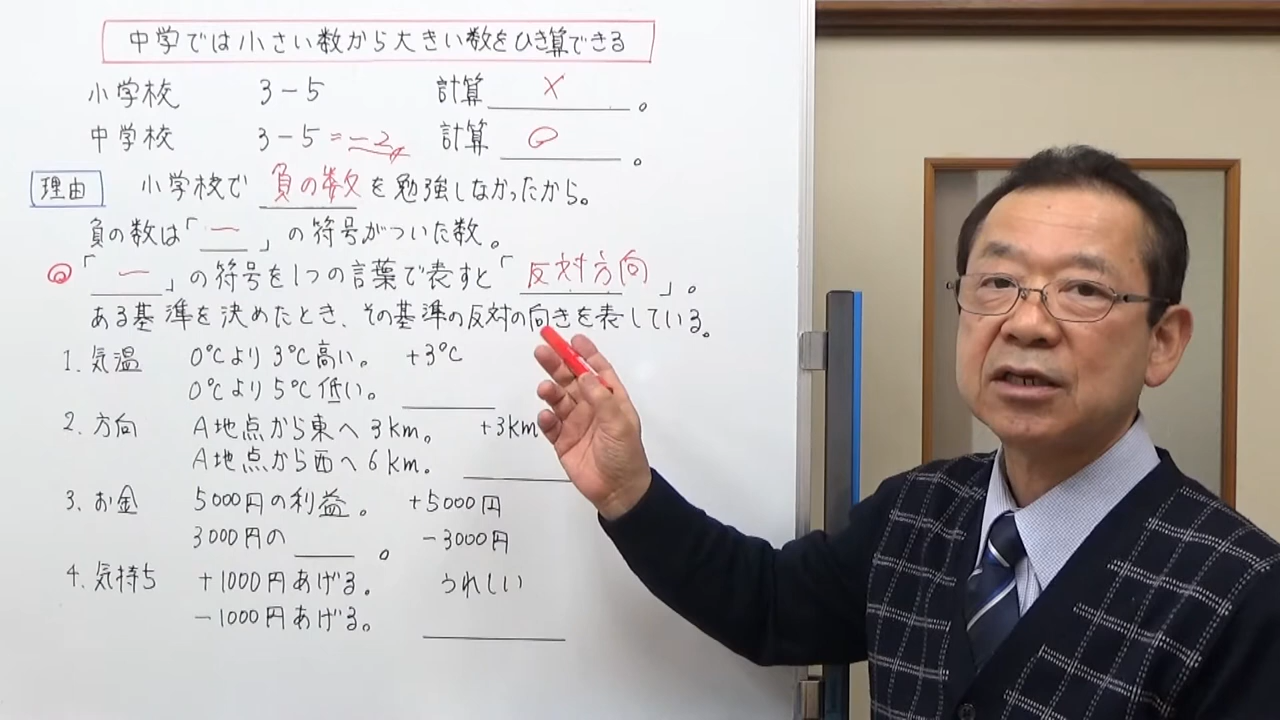 中学では小さい数から大きい数をひき算できる
小学校 3－5 計算 × 。
中学校 3－5=－2 計算 ○ 。
理由 小学校で 負の数 を勉強しなかったから。
負の数は「 － 」の符号がついた数。
◎「 － 」の符号を1つの言葉で表すと「 反対方向 」。
ある基準を決めたとき、その基準の反対の向きを表している。
1. 気温 0℃より3℃高い。 +3℃
0℃より5℃低い。
2. 方向 A地点から東へ3km。 +3km
A地点から西へ6km。
3. お金 5000円の利益。 +5000円
3000円の 。 －3000円
4. 気持ち +1000円あげる。 うれしい
－1000円あげる。